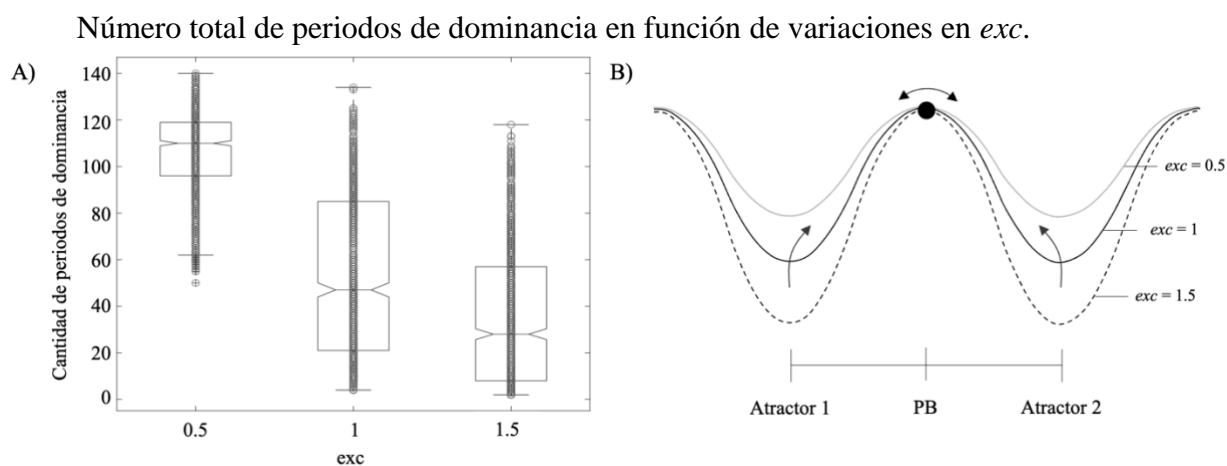 Número total de periodos de dominancia en función de variaciones en exc.
A)
Cantidad de periodos de dominancia
140
120
100
80
60
40
20
0
0.5
1
1.5
exc
B)
exc = 0.5
exc = 1
exc = 1.5
Atractor 1
PB
Atractor 2